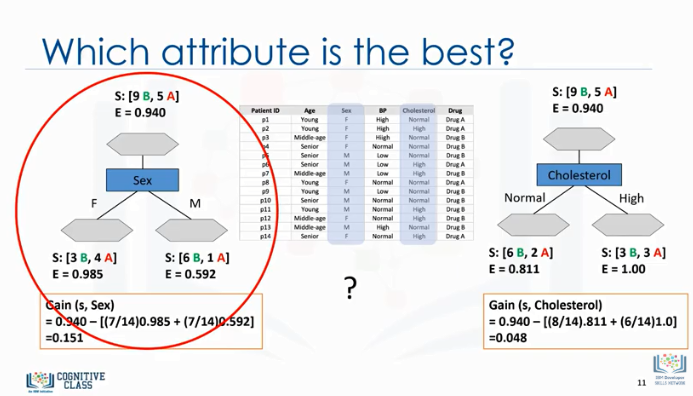 Which attribute is the best?
S: [9 B, 5 A]
E = 0.940
Sex
F
M
S: [3 B, 4 A]
E = 0.985
S: [6 B, 1 A]
E = 0.592
Gain (s, Sex)
= 0.940 – [(7/14)0.985 + (7/14)0.592]
=0.151
Patient ID Age Sex BP Cholesterol Drug
p1 Young F High Normal Drug A
p2 Young F High High Drug A
p3 Middle-age F High Normal Drug B
p4 Senior F Normal Normal Drug B
p5 Senior M Low Normal Drug B
p6 Senior M Low High Drug A
p7 Middle-age M Low High Drug B
p8 Young F Normal Normal Drug A
p9 Young M Low Normal Drug B
p10 Senior M Normal Normal Drug B
p11 Young M Normal High Drug B
p12 Middle-age F Normal High Drug B
p13 Middle-age M High Normal Drug B
p14 Senior F Normal High Drug A
?
S: [9 B, 5 A]
E = 0.940
Cholesterol
Normal
High
S: [6 B, 2 A]
E = 0.811
S: [3 B, 3 A]
E = 1.00
Gain (s, Cholesterol)
= 0.940 – [(8/14).811 + (6/14)1.0]
=0.048
COGNITIVE
CLASS
11
IBM Developer
SKILLS NETWORK